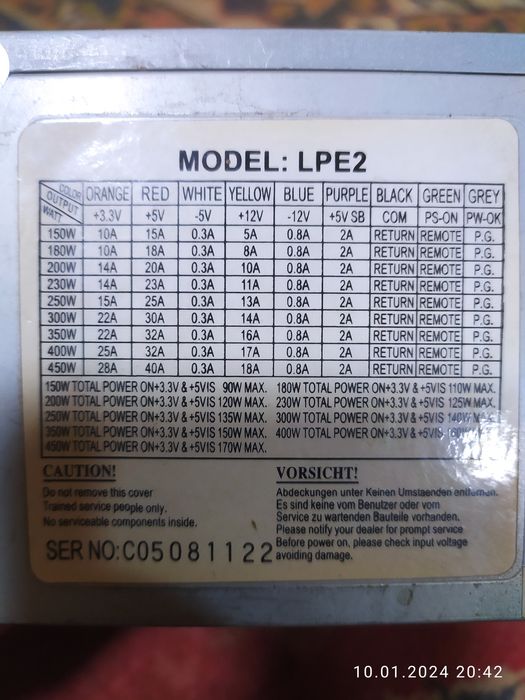 MODEL: LPE2
COLOR OUTPUT WATT ORANGE RED WHITE YELLOW BLUE PURPLE BLACK GREEN GREY
+3.3V +5V -5V +12V -12V +5V SB COM PS-ON PW-OK
150W 10A 15A 0.3A 5A 0.8A 2A RETURN REMOTE P.G.
180W 10A 18A 0.3A 8A 0.8A 2A RETURN REMOTE P.G.
200W 14A 20A 0.3A 10A 0.8A 2A RETURN REMOTE P.G.
230W 14A 23A 0.3A 11A 0.8A 2A RETURN REMOTE P.G.
250W 15A 25A 0.3A 13A 0.8A 2A RETURN REMOTE P.G.
300W 22A 30A 0.3A 14A 0.8A 2A RETURN REMOTE P.G.
350W 22A 32A 0.3A 16A 0.8A 2A RETURN REMOTE P.G.
400W 25A 32A 0.3A 17A 0.8A 2A RETURN REMOTE P.G.
450W 28A 40A 0.3A 18A 0.8A 2A RETURN REMOTE P.G.
150W TOTAL POWER ON+3.3V & +5VIS 90W MAX. 180W TOTAL POWER ON+3.3V & +5VIS 110W MAX.
200W TOTAL POWER ON+3.3V & +5VIS 120W MAX. 230W TOTAL POWER ON+3.3V & +5VIS 125W MAX.
250W TOTAL POWER ON+3.3V & +5VIS 135W MAX. 300W TOTAL POWER ON+3.3V & +5VIS 140W MAX.
350W TOTAL POWER ON+3.3V & +5VIS 150W MAX. 400W TOTAL POWER ON+3.3V & +5VIS 160W MAX.
450W TOTAL POWER ON+3.3V & +5VIS 170W MAX.
CAUTION!
Do not remove this cover
Trained service people only.
No serviceable components inside.
SER NO:C05081122
VORSICHT!
Abdeckungen unter Keinen Umstaenden entfernen.
Es sind keine vom Benutzer oder vom
Service zu wartenden Bauteile vorhanden.
Please notify your dealer for prompt service
Before power on, please check input voltage
avoiding damage.
10.01.2024 20:42